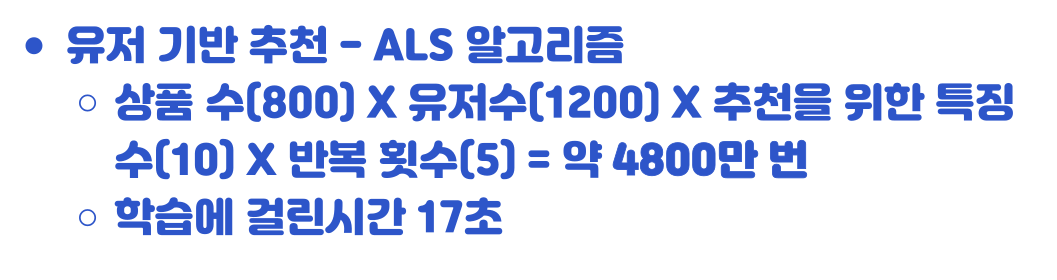 • 유저 기반 추천 - ALS 알고리즘
○ 상품 수(800) X 유저수(1200) X 추천을 위한 특징
수(10) X 반복 횟수(5) = 약 4800만 번
○ 학습에 걸린시간 17초